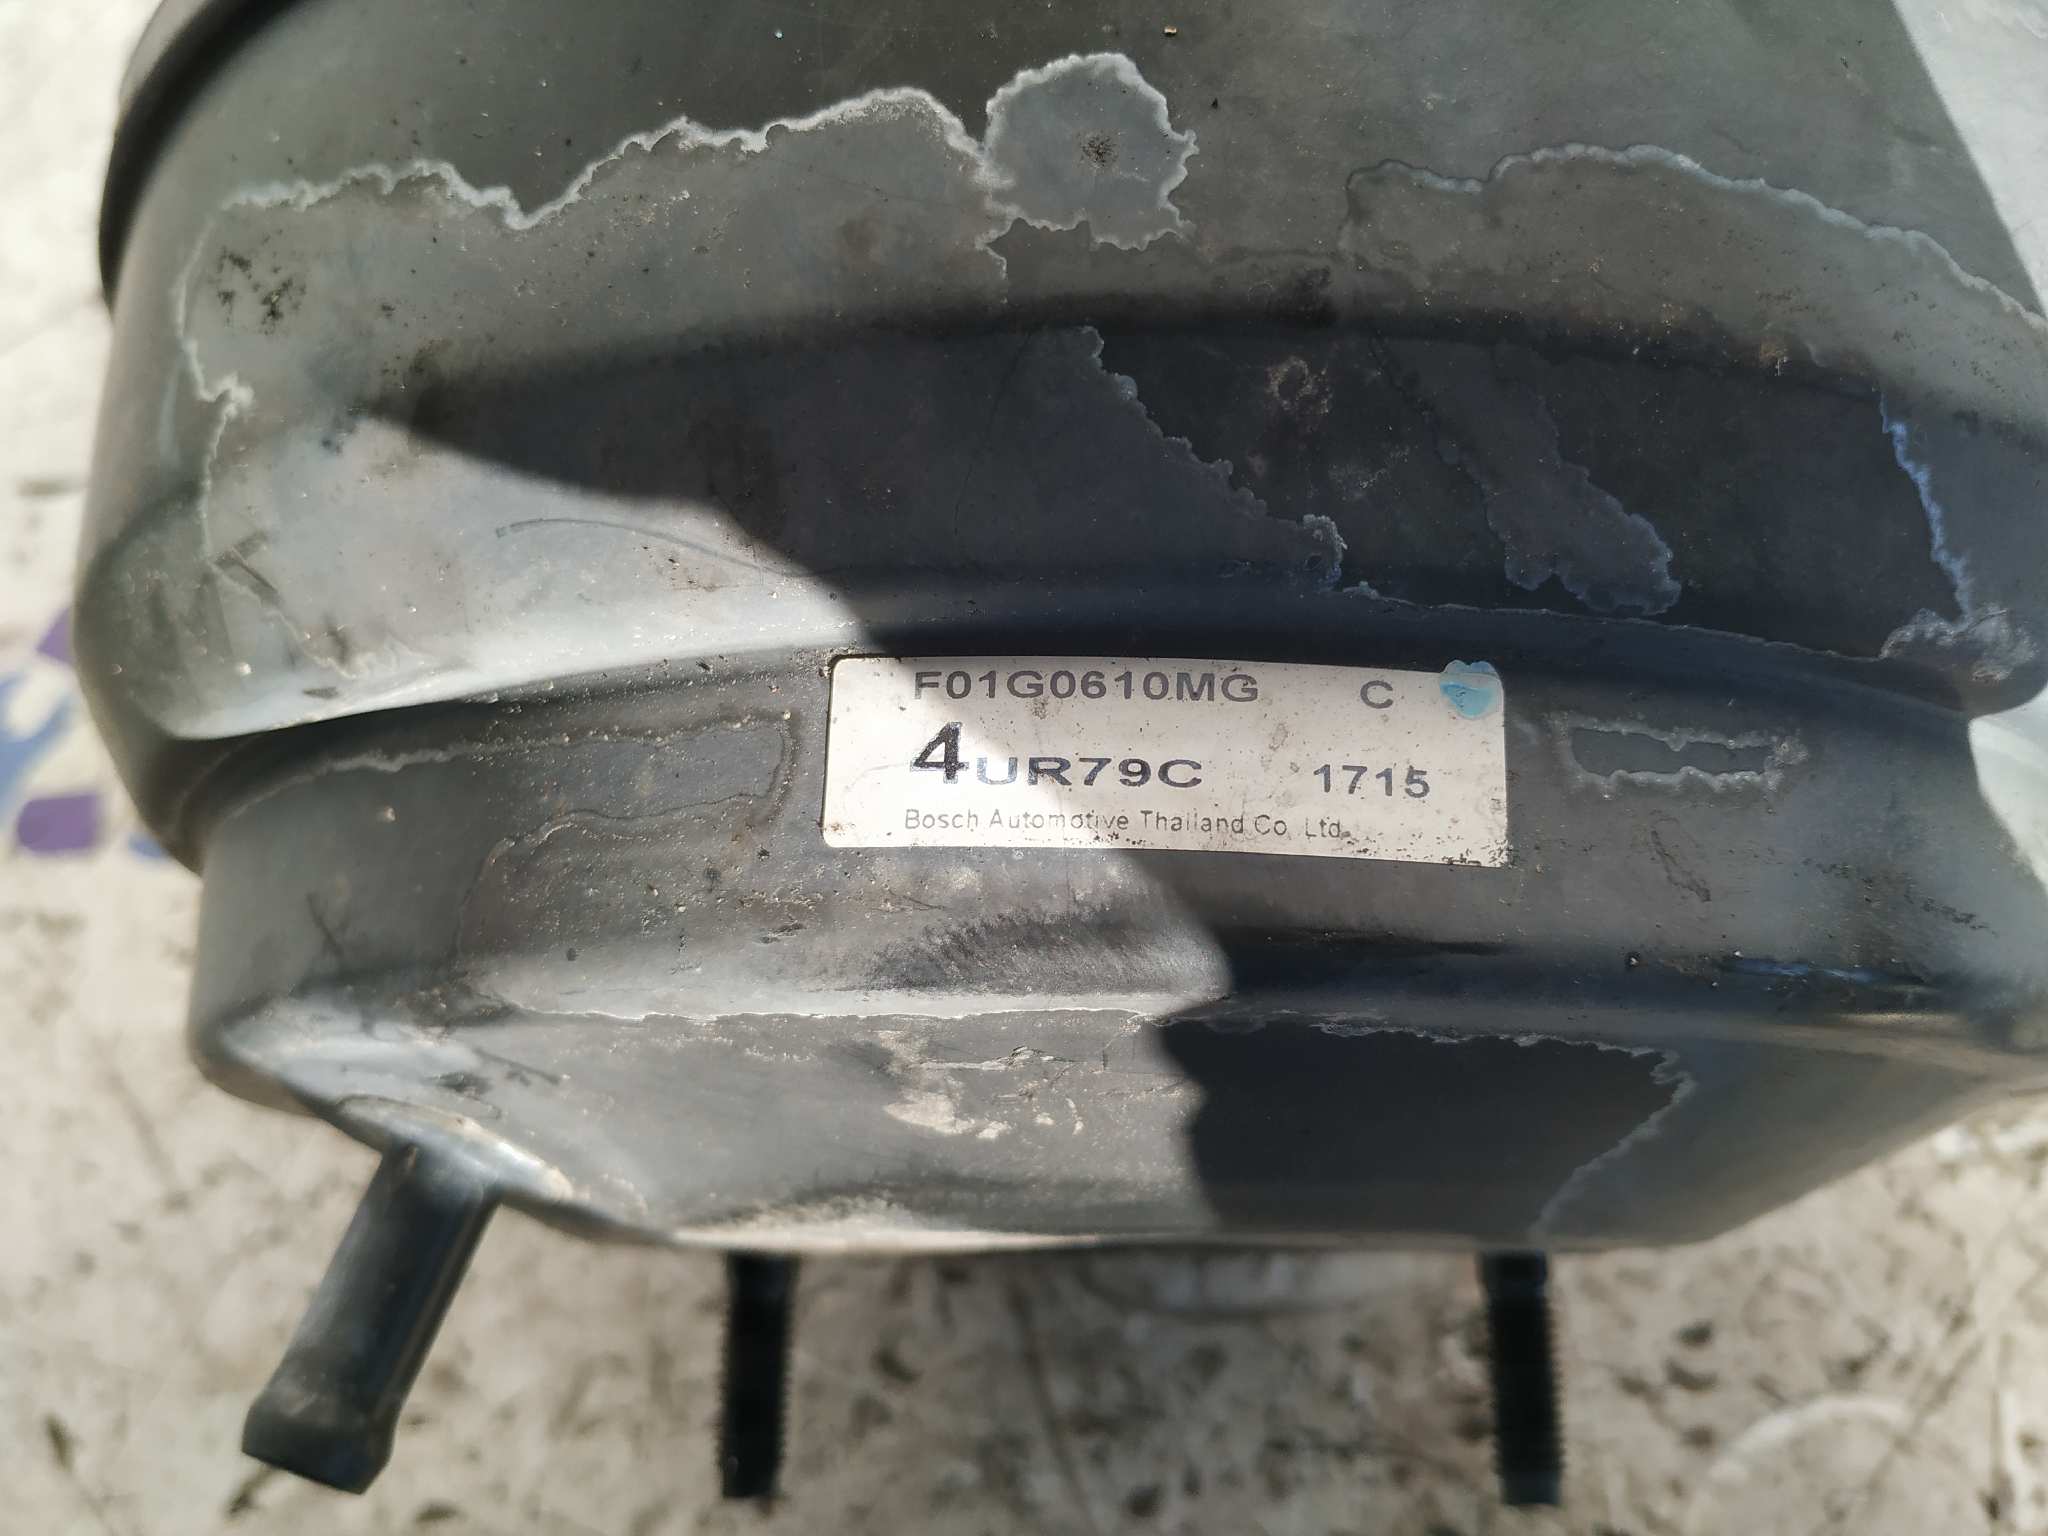 F01G0610MG C
4UR79C 1715
Bosch Automotive Thailand Co. Ltd.